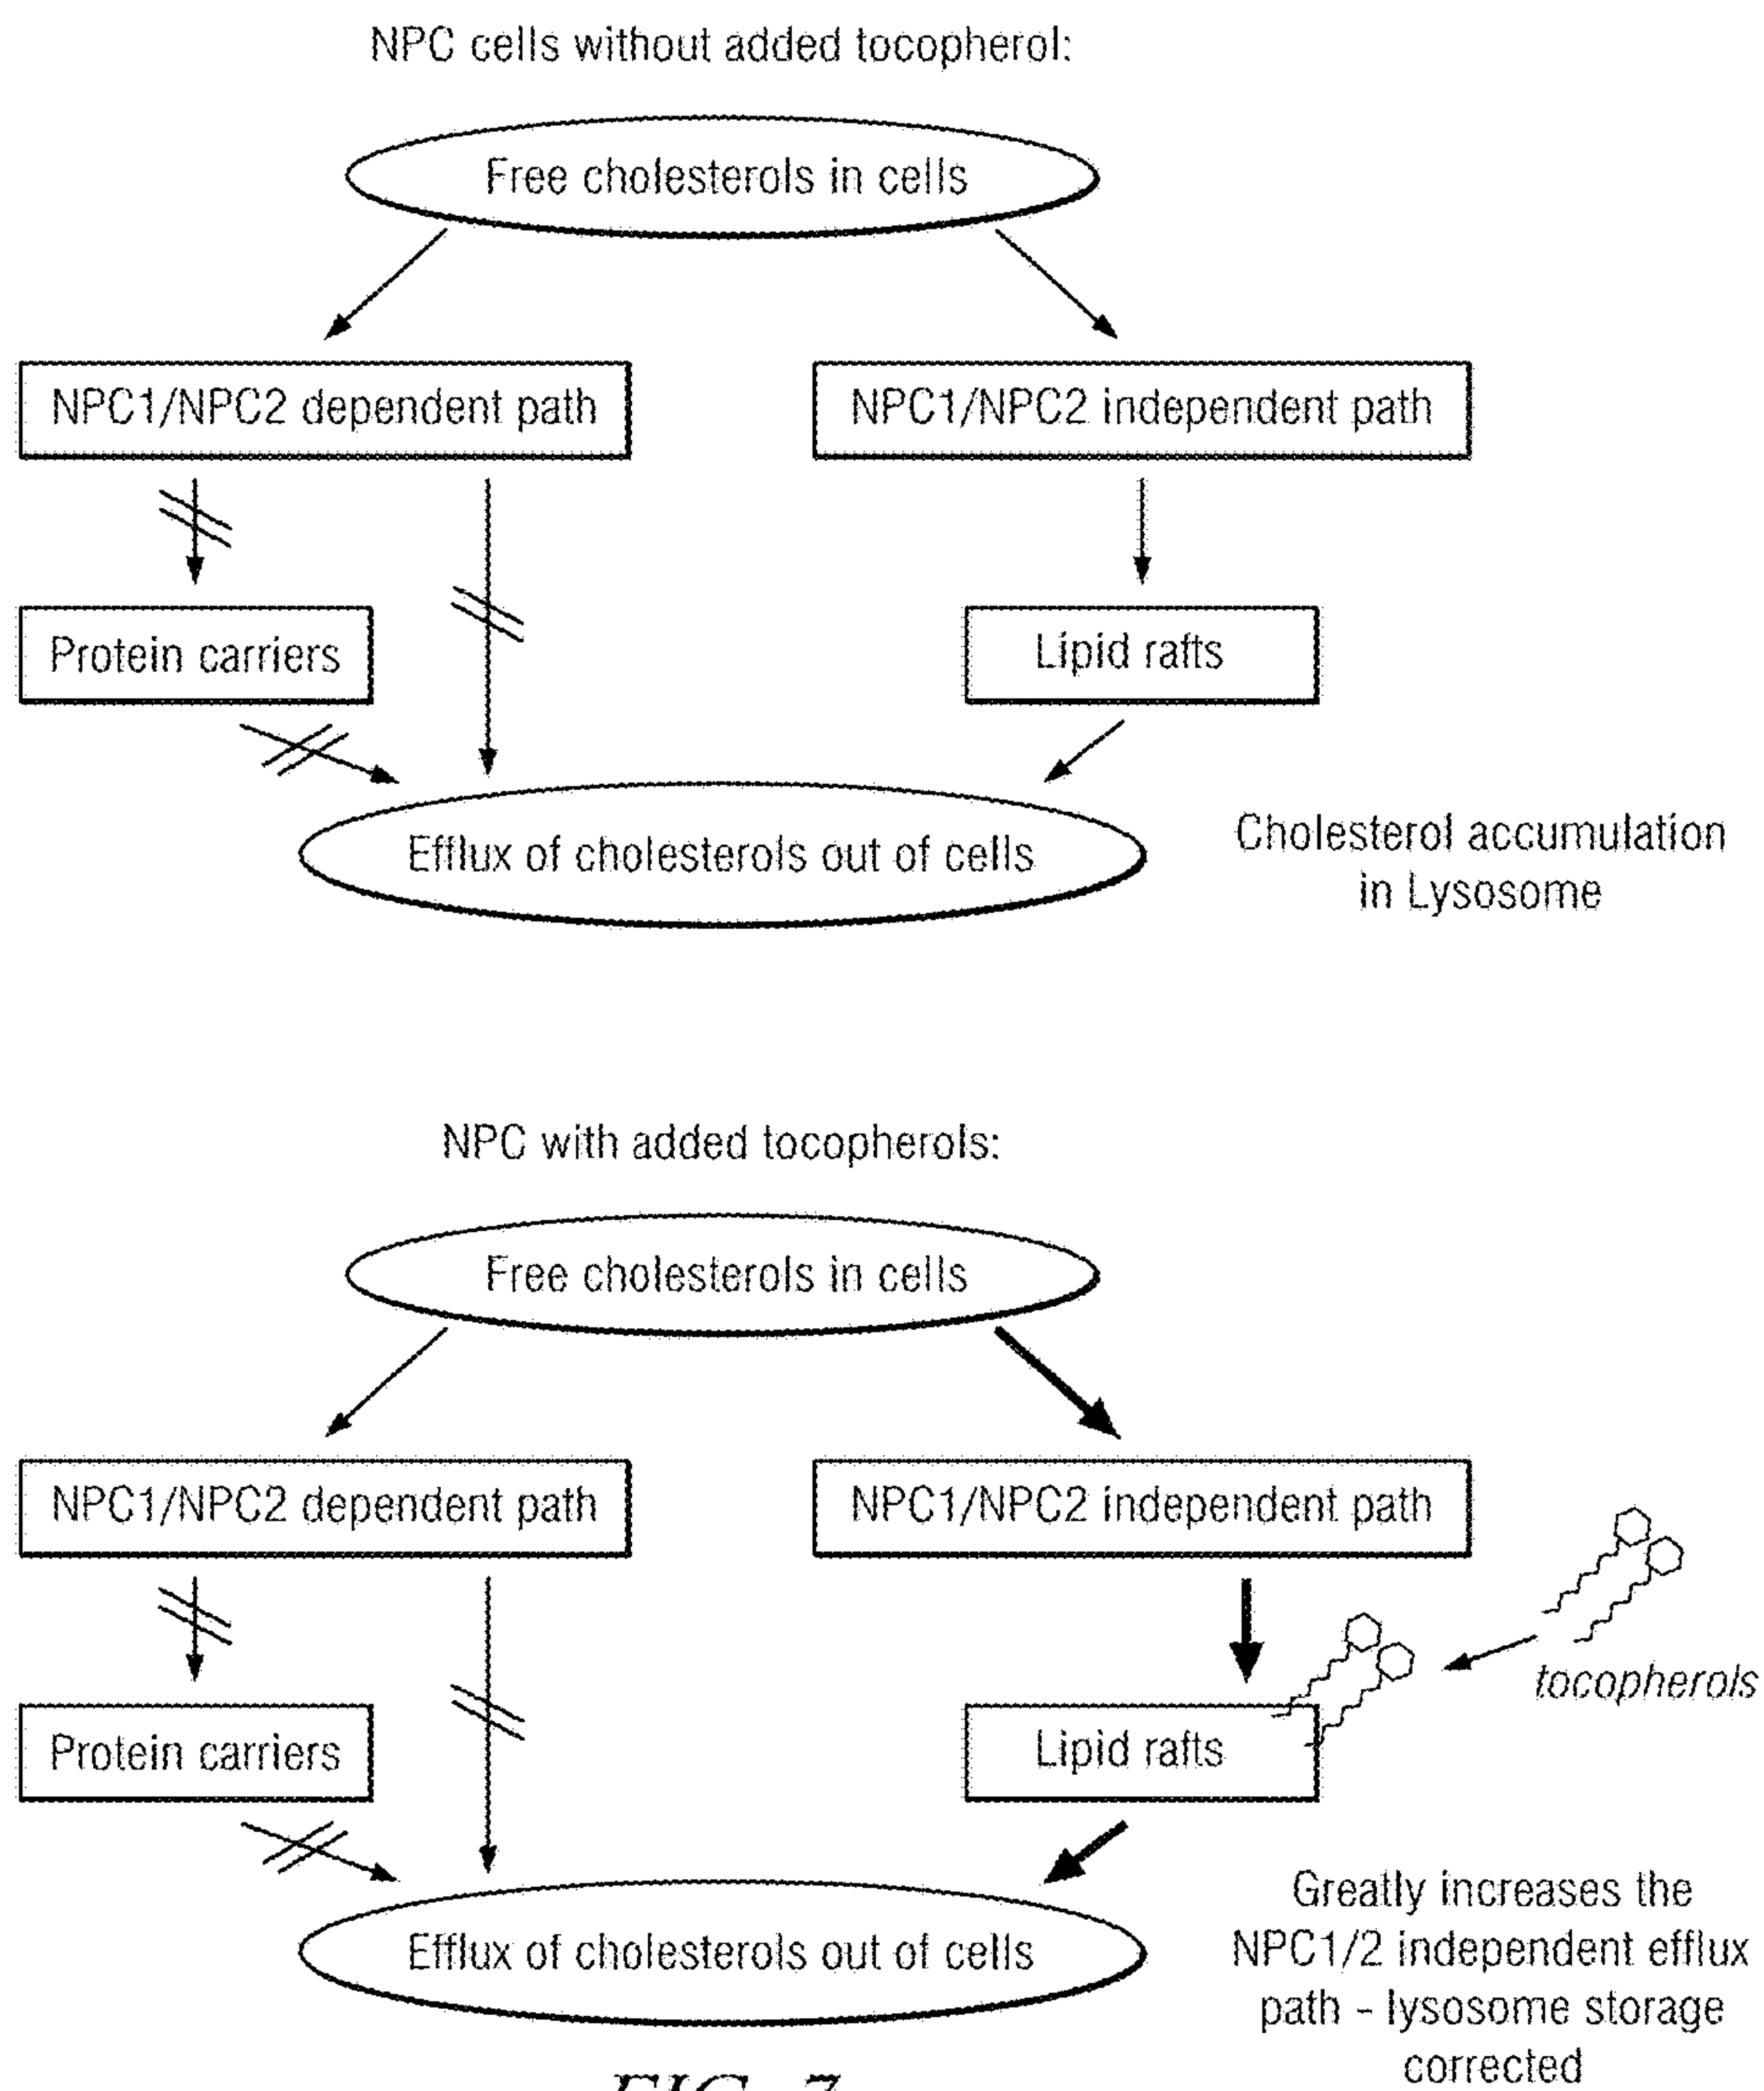 NPC cells without added tocopherol:
Free cholesterols in cells
NPC1/NPC2 dependent path
NPC1/NPC2 independent path
Protein carriers
Lipid rafts
Efflux of cholesterols out of cells
Cholesterol accumulation
in Lysosome
NPC with added tocopherols:
Free cholesterols in cells
NPC1/NPC2 dependent path
NPC1/NPC2 independent path
tocopherols
Protein carriers
Lipid rafts
Efflux of cholesterols out of cells
Greatly increases the
NPC1/2 independent efflux
path - lysosome storage
corrected